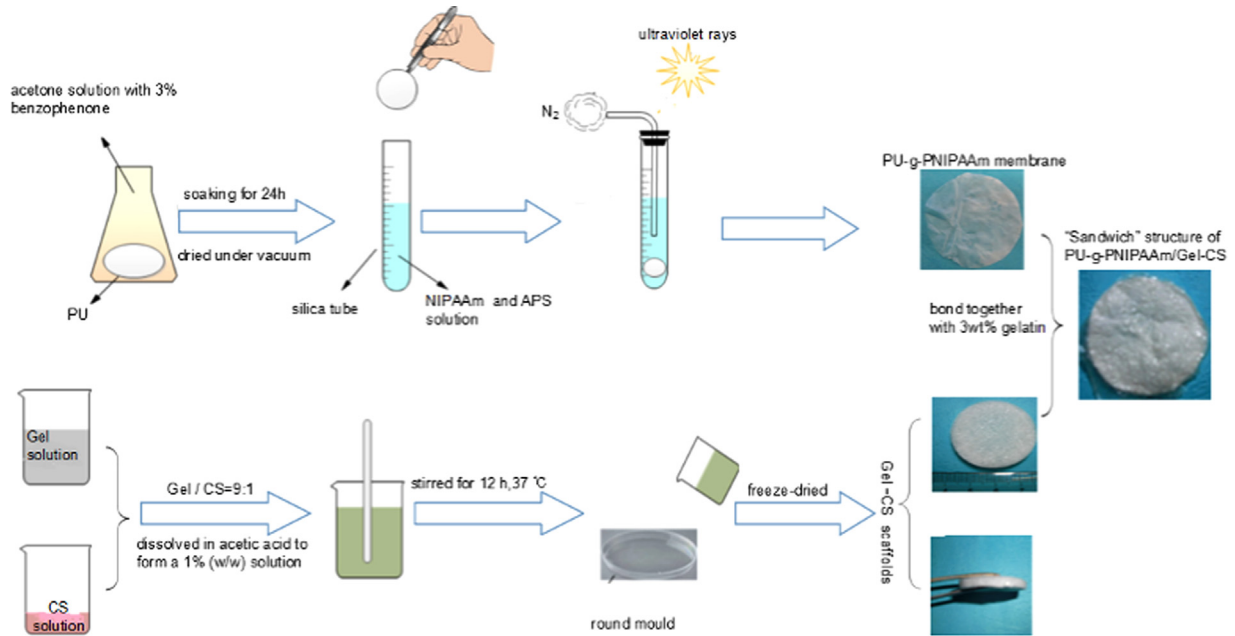 ultraviolet rays
acetone solution with 3%
benzophenone
N2
PU-g-PNIPAAm membrane
soaking for 24h
dried under vacuum
"Sandwich" structure of
PU-g-PNIPAAm/Gel-CS
silica tube
NIPAAm and APS
solution
PU
bond together
with 3wt% gelatin
Gel
solution
Gel / CS=9:1
dissolved in acetic acid to
form a 1% (w/w) solution
stirred for 12 h,37 ℃
freeze-dried
Gel-CS scaffolds
CS
solution
round mould